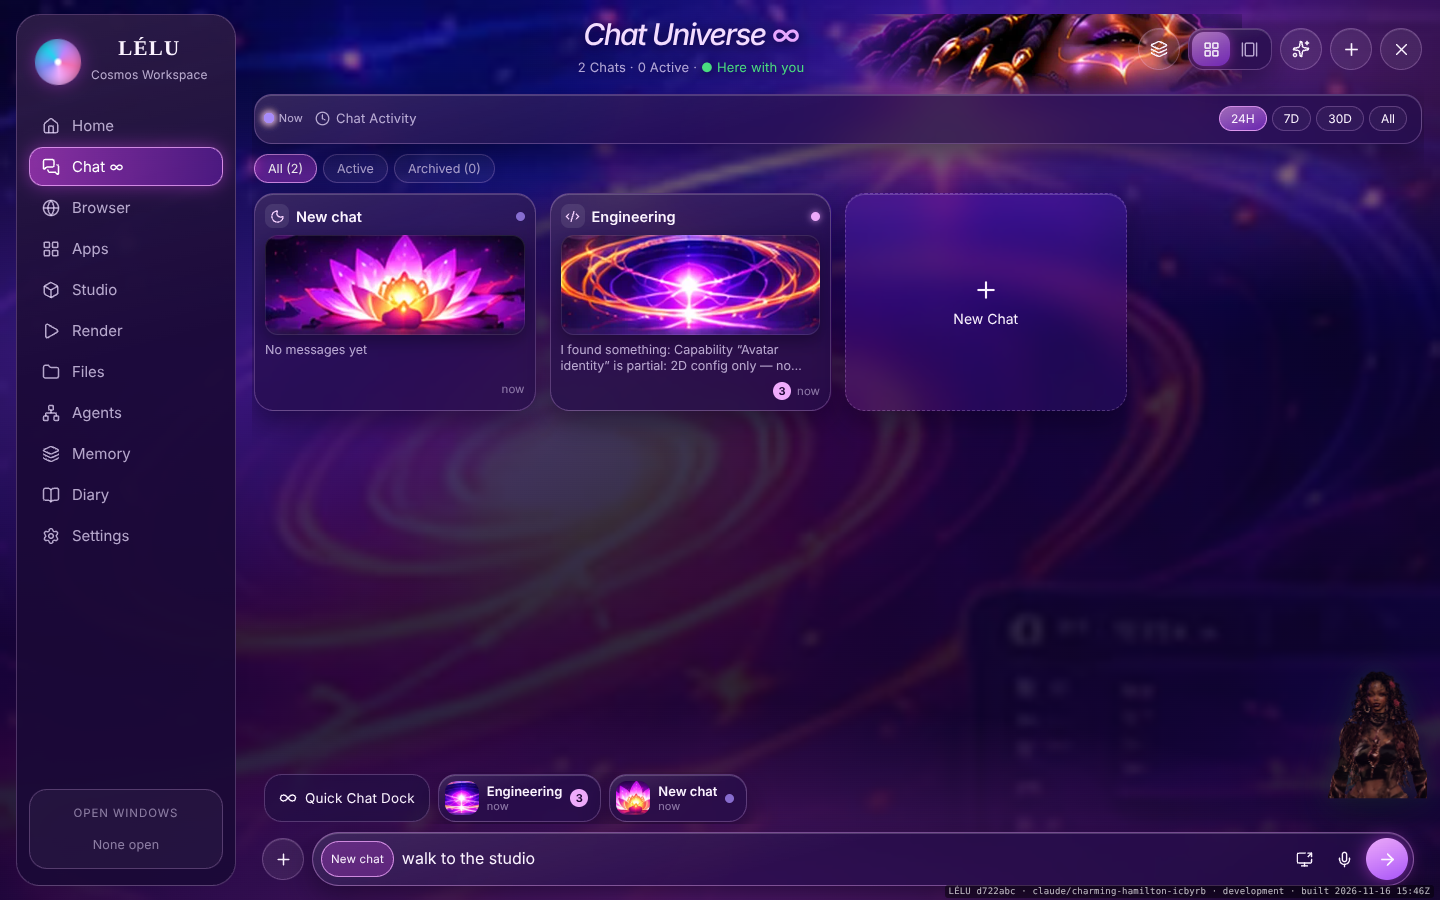 LÉLU
Cosmos Workspace
Home
Chat ∞
Browser
Apps
Studio
Render
Files
Agents
Memory
Diary
Settings
OPEN WINDOWS
None open
Chat Universe ∞
2 Chats · 0 Active · Here with you
Now
Chat Activity
24H
7D
30D
All
All (2)
Active
Archived (0)
New chat
No messages yet
now
Engineering
I found something: Capability “Avatar
identity” is partial: 2D config only — no...
3 now
New Chat
Quick Chat Dock
Engineering
now
3
New chat
now
New chat
walk to the studio
LÉLU d722abc · claude/charming-hamilton-icbyrb · development · built 2026-11-16 15:46Z